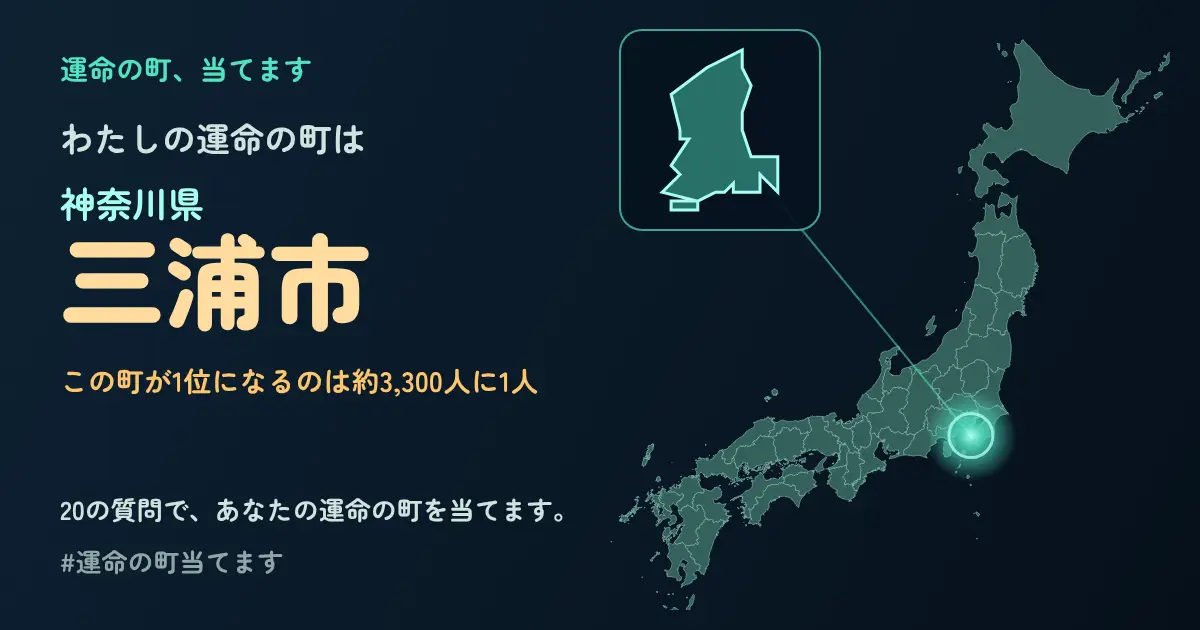 運命の町、当てます
わたしの運命の町は
神奈川県
三浦市
この町が1位になるのは約3,300人に1人
20の質問で、あなたの運命の町を当てます。
#運命の町当てます